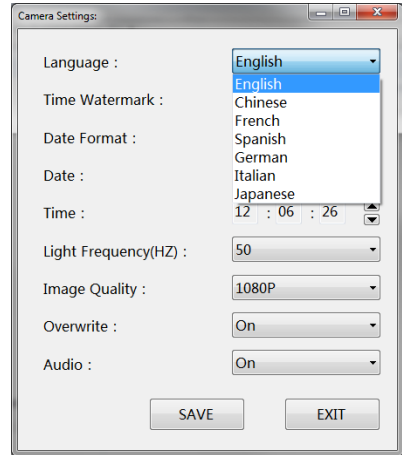 Camera Settings:
Language : English
English
Time Watermark :
Chinese
French
Date Format : Spanish
German
Date : Italian
Japanese
Time : 12 : 06 : 26
Light Frequency(HZ) : 50
Image Quality : 1080P
Overwrite : On
Audio : On
SAVE EXIT